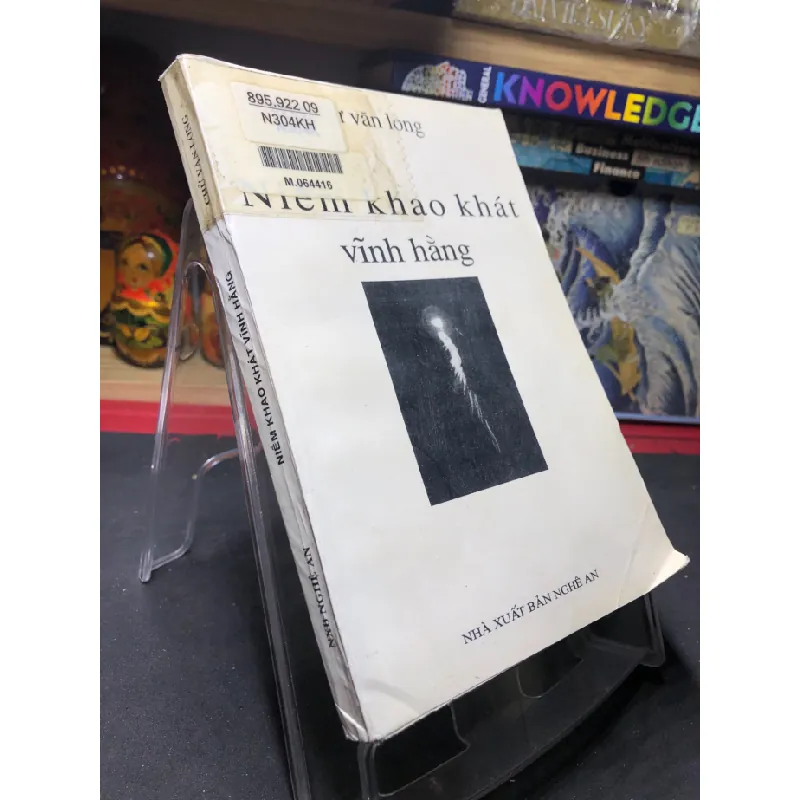 895.922 09
N304KH
M.064416
văn long
Niềm khao khát
vĩnh hằng
NHÀ XUẤT BẢN NGHỆ AN
NIỀM KHAO KHÁT VĨNH HẰNG
NXB NGHỆ AN
GENERAL
KNOWLEDGE
Business
Finance